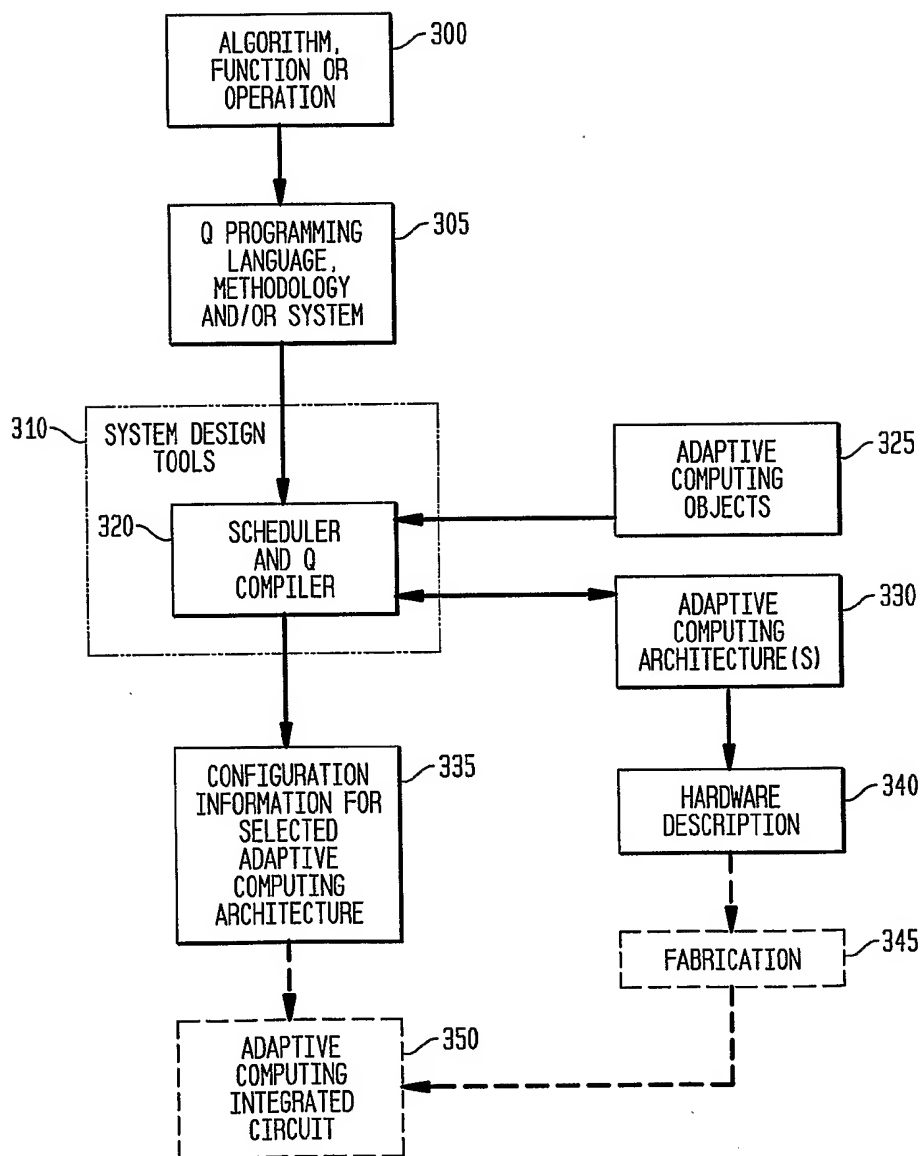 ALGORITHM,
FUNCTION OR
OPERATION
300
Q PROGRAMMING
LANGUAGE,
METHODOLOGY
AND/OR SYSTEM
305
310
SYSTEM DESIGN
TOOLS
320
SCHEDULER
AND Q
COMPILER
ADAPTIVE
COMPUTING
OBJECTS
325
ADAPTIVE
COMPUTING
ARCHITECTURE(S)
330
CONFIGURATION
INFORMATION FOR
SELECTED
ADAPTIVE
COMPUTING
ARCHITECTURE
335
HARDWARE
DESCRIPTION
340
FABRICATION
345
ADAPTIVE
COMPUTING
INTEGRATED
CIRCUIT
350